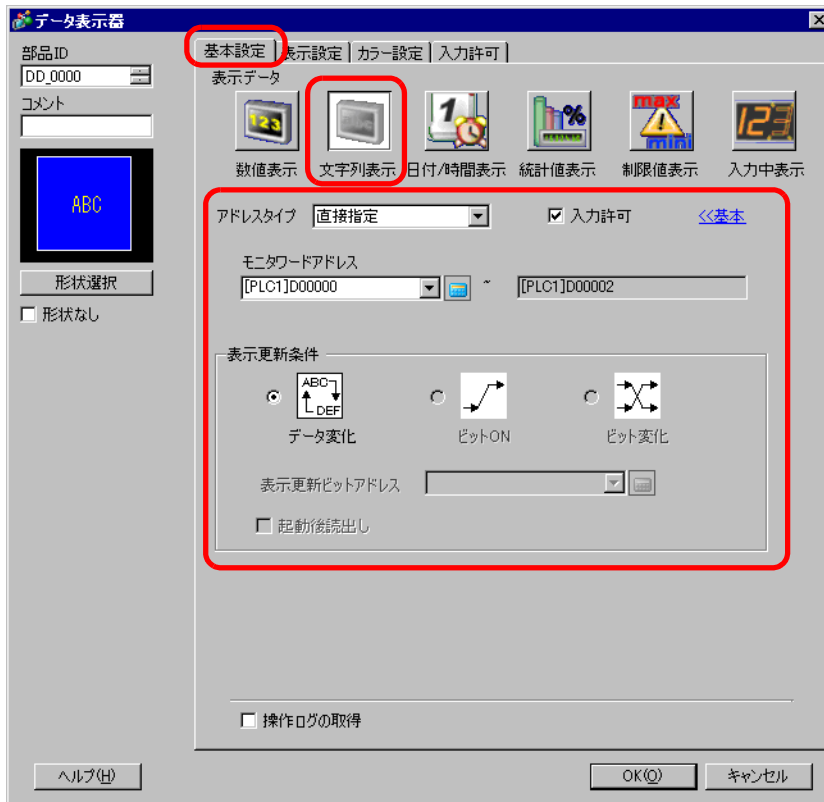 データ表示器
部品ID
DD_0000
コメント
ABC
形状選択
形状なし
基本設定 表示設定 カラー設定 入力許可
表示データ
123 1 % max mini 123
数値表示 文字列表示 日付/時間表示 統計値表示 制限値表示 入力中表示
アドレスタイプ 直接指定 入力許可 <<基本
モニタワードアドレス
[PLC1]D00000 ~ [PLC1]D00002
表示更新条件
ABC
DEF
データ変化 ビットON ビット変化
表示更新ビットアドレス
起動後読出し
操作ログの取得
ヘルプ(H) OK(O) キャンセル